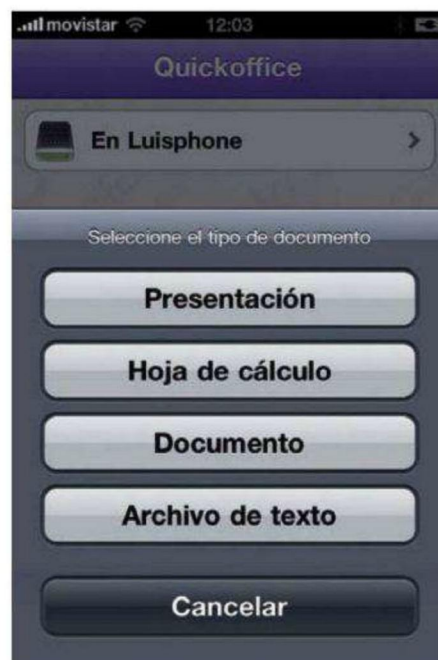 movistar 12:03
Quickoffice
En Luisphone
Seleccione el tipo de documento
Presentación
Hoja de cálculo
Documento
Archivo de texto
Cancelar